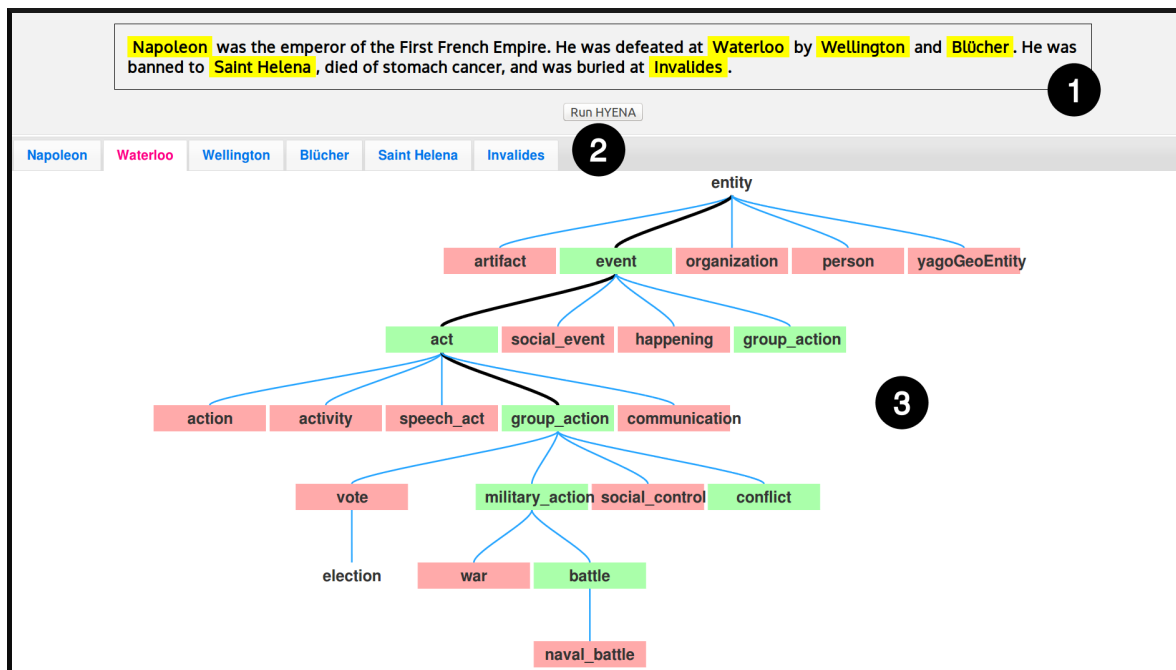 Napoleon was the emperor of the First French Empire. He was defeated at Waterloo by Wellington and Blücher. He was
banned to Saint Helena, died of stomach cancer, and was buried at Invalides.
1
Run HYENA
2
Napoleon Waterloo Wellington Blücher Saint Helena Invalides
entity
artifact event organization person yagoGeoEntity
act social_event happening group_action
3
action activity speech_act group_action communication
vote military_action social_control conflict
election war battle
naval_battle